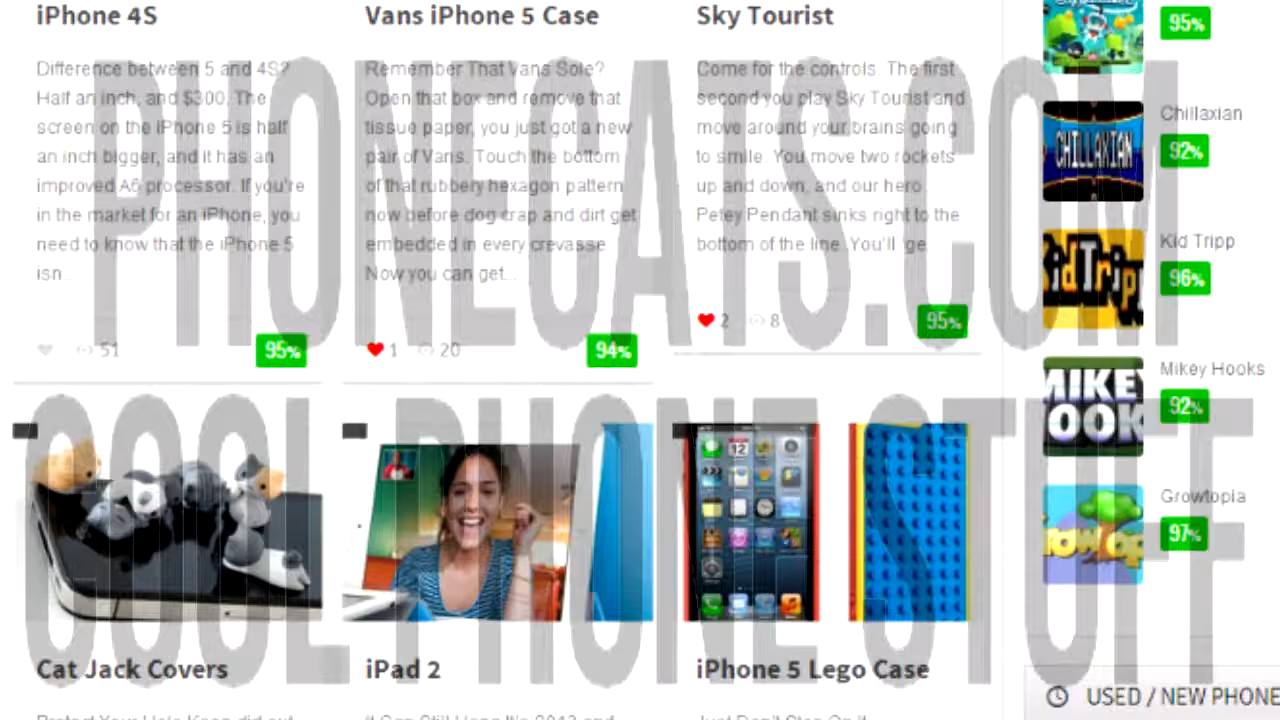 iPhone 4S
Difference between 5 and 4S?
Half an inch, and $300. The
screen on the iPhone 5 is half
an inch bigger, and it has an
improved A6 processor. If you're
in the market for an iPhone, you
need to know that the iPhone 5
isn...
51
95%
Vans iPhone 5 Case
Remember That Vans Sole?
Open that box and remove that
tissue paper, you just got a new
pair of Vans. Touch the bottom
of that rubbery hexagon pattern
now before dog crap and dirt get
embedded in every crevasse.
Now you can get...
1 20
94%
Sky Tourist
Come for the controls. The first
second you play Sky Tourist and
move around your brains going
to smile. You move two rockets
up and down, and our hero
Petey Pendant sinks right to the
bottom of the line. You'll 'ge
2 8
95%
95%
Chillaxian
CHILLAXIAN
92%
Kid Tripp
KidTripp
96%
Mikey Hooks
MIKEY
OOK
92%
Growtopia
97%
PHONECATS.COM
COOL PHONE STUFF
Cat Jack Covers
iPad 2
12
iPhone 5 Lego Case
USED / NEW PHONE